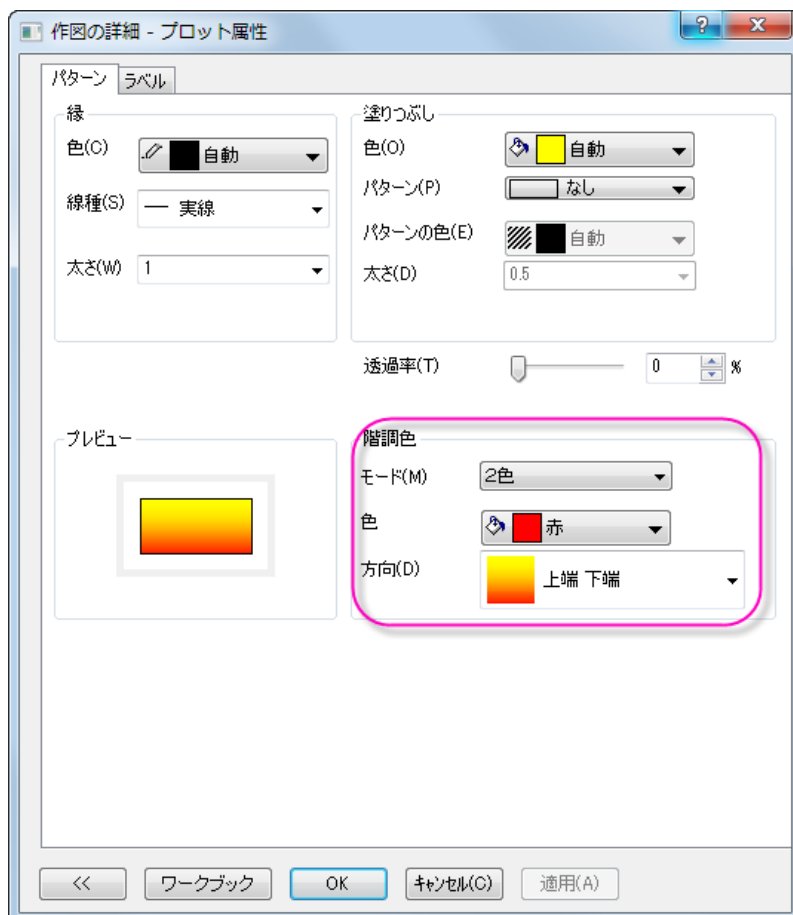 作図の詳細 - プロット属性
パターン ラベル
縁
色(C) 自動
線種(S) 実線
太さ(W) 1
塗りつぶし
色(O) 自動
パターン(P) なし
パターンの色(E) 自動
太さ(D) 0.5
透過率(T) 0 %
プレビュー
階調色
モード(M) 2色
色 赤
方向(D) 上端 下端
<< ワークブック OK キャンセル(C) 適用(A)